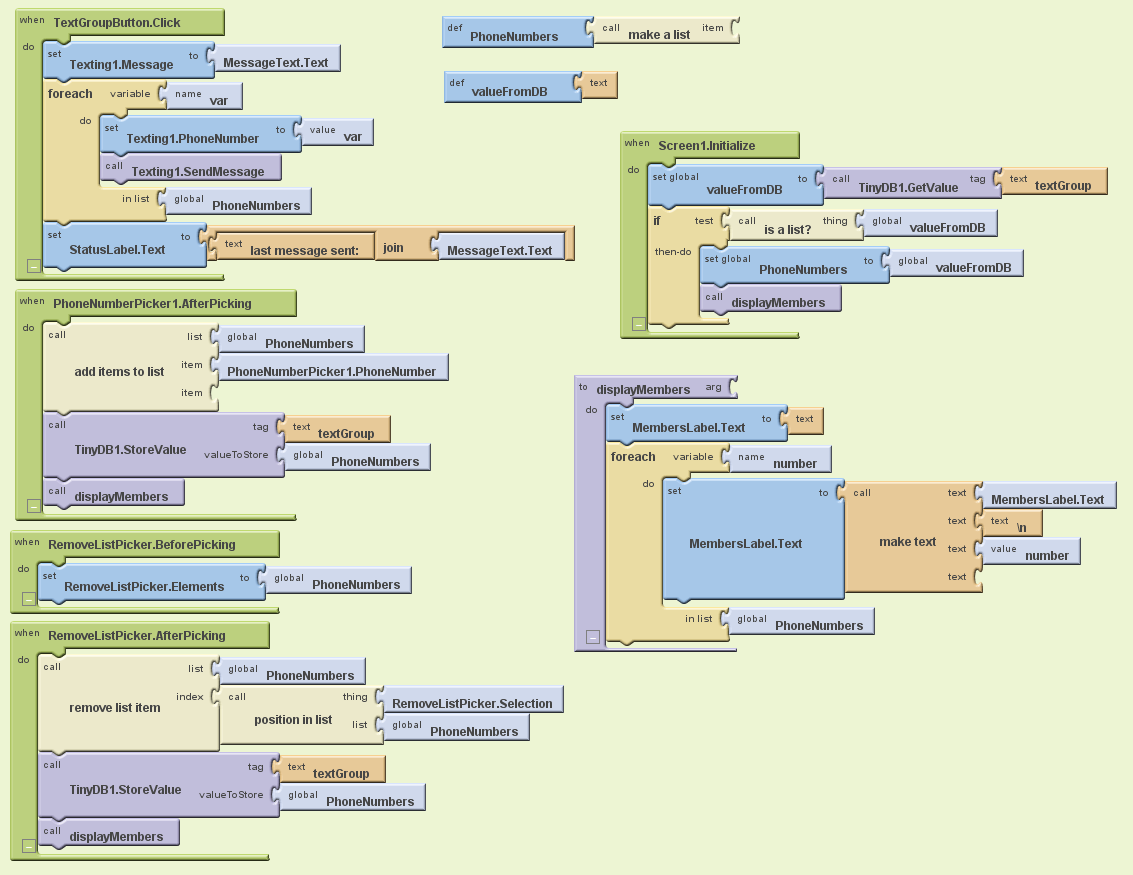 when TextGroupButton.Click
do
set Texting1.Message to MessageText.Text
foreach variable name var
do
set Texting1.PhoneNumber to value var
call Texting1.SendMessage
in list global PhoneNumbers
set StatusLabel.Text to text last message sent: join MessageText.Text
when PhoneNumberPicker1.AfterPicking
do
call add items to list
list global PhoneNumbers
item PhoneNumberPicker1.PhoneNumber
item
call TinyDB1.StoreValue
tag text textGroup
valueToStore global PhoneNumbers
call displayMembers
when RemoveListPicker.BeforePicking
do
set RemoveListPicker.Elements to global PhoneNumbers
when RemoveListPicker.AfterPicking
do
call remove list item
list global PhoneNumbers
index call position in list
thing RemoveListPicker.Selection
list global PhoneNumbers
call TinyDB1.StoreValue
tag text textGroup
valueToStore global PhoneNumbers
call displayMembers
def PhoneNumbers call make a list item
def valueFromDB text
when Screen1.Initialize
do
set global valueFromDB to call TinyDB1.GetValue tag text textGroup
if test call is a list? thing global valueFromDB
then-do
set global PhoneNumbers to global valueFromDB
call displayMembers
to displayMembers arg
do
set MembersLabel.Text to text
foreach variable name number
do
set MembersLabel.Text to call make text
text MembersLabel.Text
text text \n
text value number
text
in list global PhoneNumbers